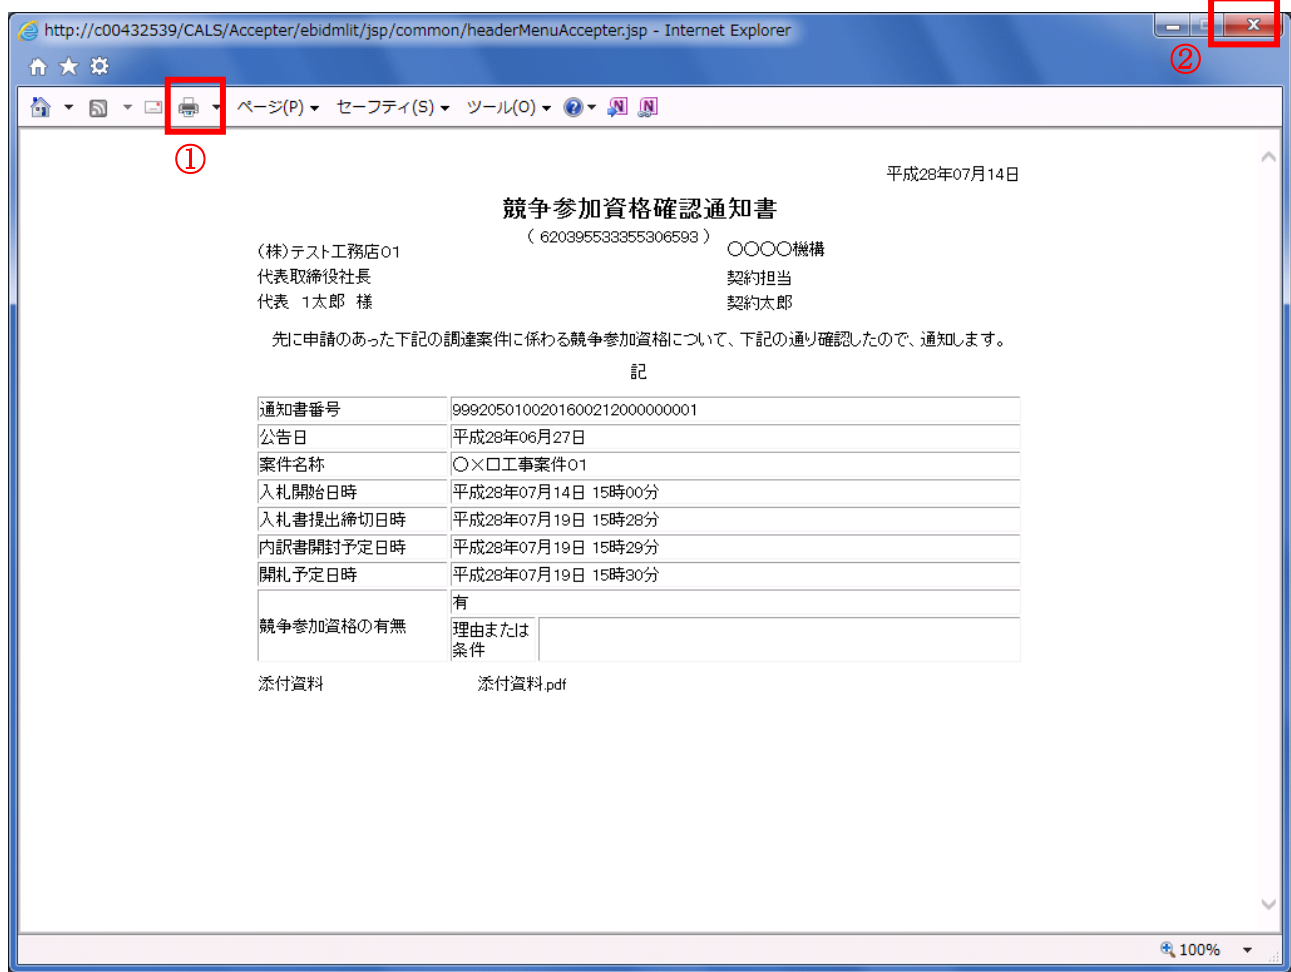 http://c00432539/CALS/Accepter/ebidmlit/jsp/common/headerMenuAccepter.jsp - Internet Explorer
②
ページ(P) セーフティ(S) ツール(O)
①
平成28年07月14日
競争参加資格確認通知書
( 620395533355306593 )
(株)テスト工務店01 〇〇〇〇機構
代表取締役社長 契約担当
代表 1太郎 様 契約太郎
先に申請のあった下記の調達案件に係わる競争参加資格について、下記の通り確認したので、通知します。
記
通知書番号 99920501002016002120000000001
公告日 平成28年06月27日
案件名称 〇×口工事案件01
入札開始日時 平成28年07月14日 15時00分
入札書提出締切日時 平成28年07月19日 15時28分
内訳書開封予定日時 平成28年07月19日 15時29分
開札予定日時 平成28年07月19日 15時30分
競争参加資格の有無 有
理由または
条件
添付資料 添付資料.pdf
100%